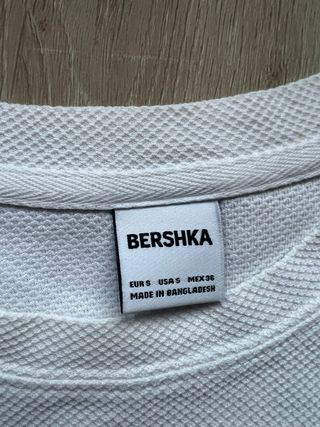 BERSHKA
EUR S USA S MEX 36
MADE IN BANGLADESH